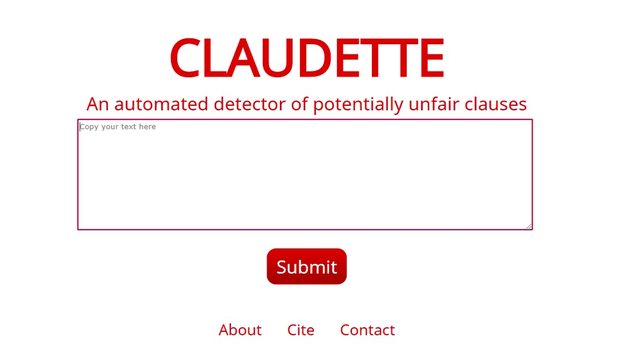 CLAUDETTE
An automated detector of potentially unfair clauses
Copy your text here
Submit
About Cite Contact